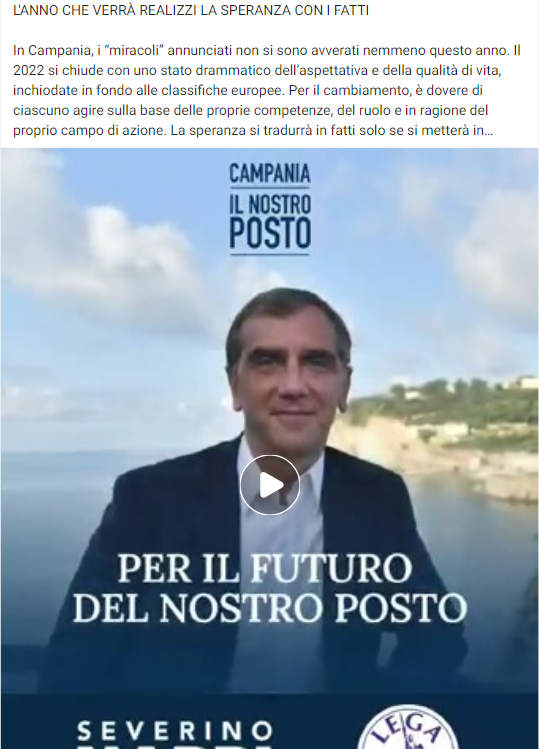 L'ANNO CHE VERRÀ REALIZZI LA SPERANZA CON I FATTI
In Campania, i “miracoli” annunciati non si sono avverati nemmeno questo anno. Il
2022 si chiude con uno stato drammatico dell’aspettativa e della qualità di vita,
inchiodate in fondo alle classifiche europee. Per il cambiamento, è dovere di
ciascuno agire sulla base delle proprie competenze, del ruolo e in ragione del
proprio campo di azione. La speranza si tradurrà in fatti solo se si metterà in…
CAMPANIA
IL NOSTRO
POSTO
PER IL FUTURO
DEL NOSTRO POSTO
SEVERINO
LEGA